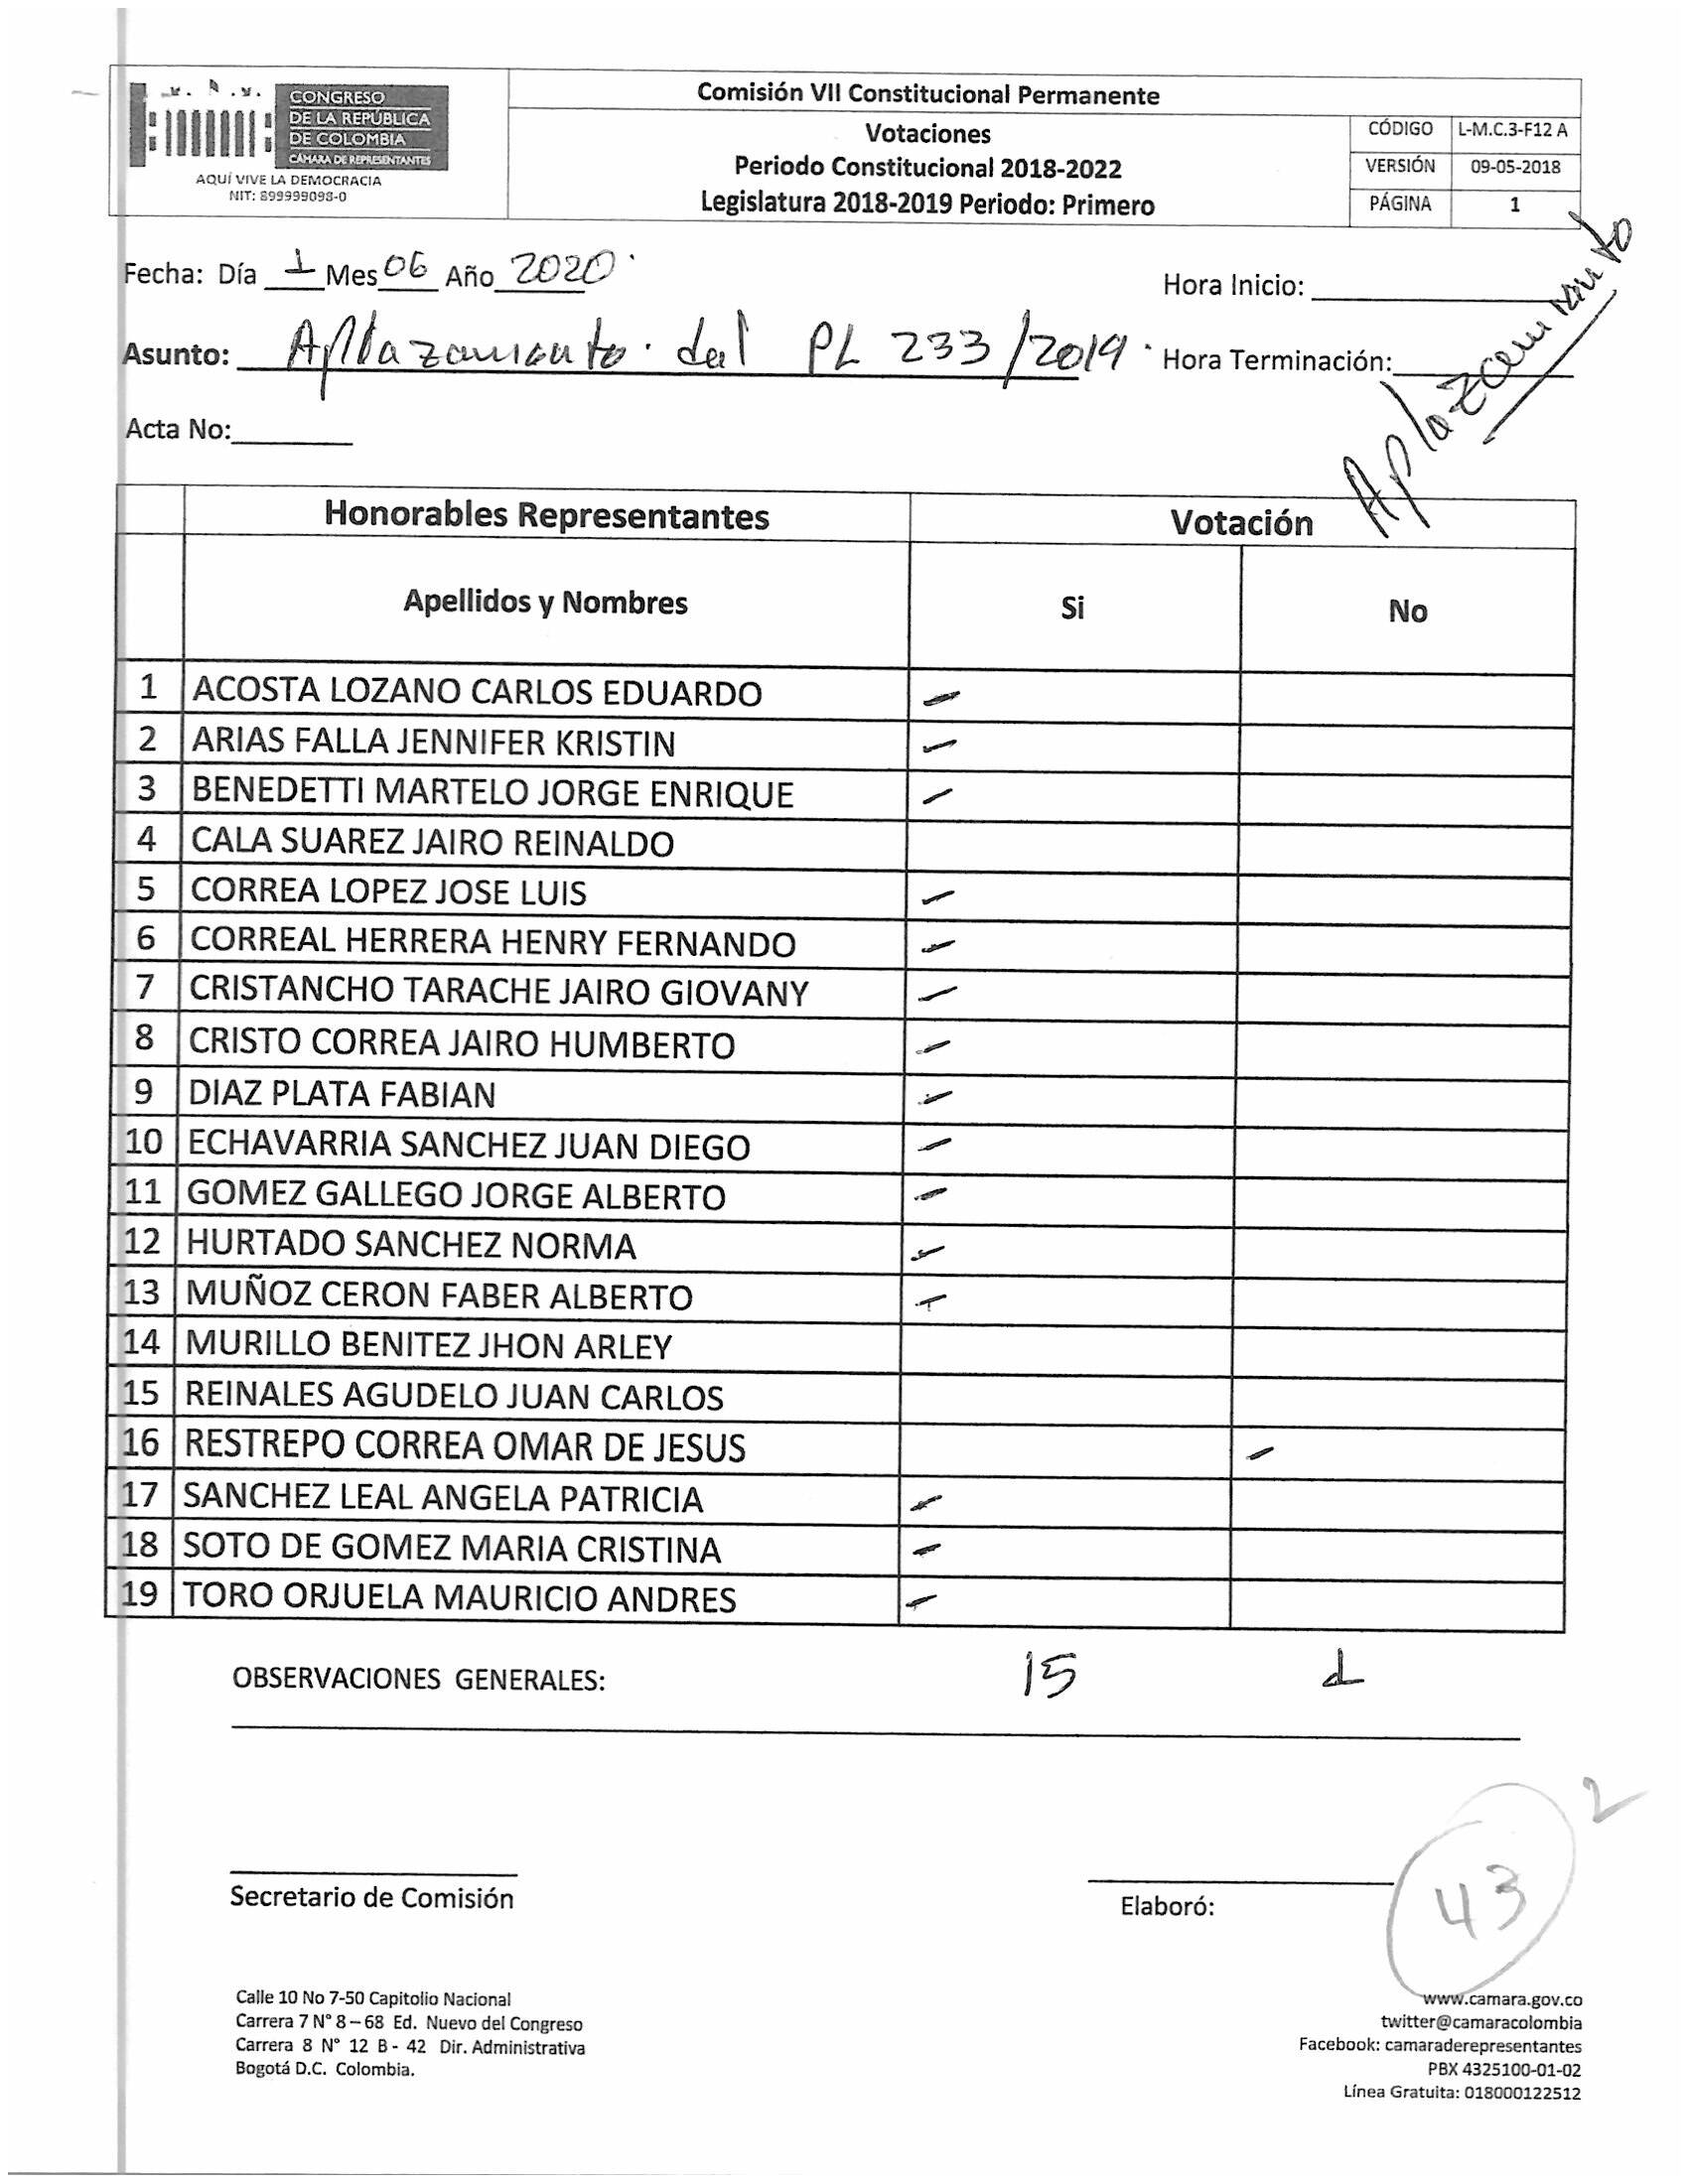 CONGRESO
DE LA REPÚBLICA
DE COLOMBIA
CÁMARA DE REPRESENTANTES
AQUÍ VIVE LA DEMOCRACIA
NIT: 899999098-0
Comisión VII Constitucional Permanente
Votaciones
Periodo Constitucional 2018-2022
Legislatura 2018-2019 Periodo: Primero
CÓDIGO L-M.C.3-F12 A
VERSIÓN 09-05-2018
PÁGINA 1
Fecha: Día 1 Mes 06 Año 2020
Hora Inicio:
Asunto: Aplazamiento del PL 233/2019
Hora Terminación:
Aplazamiento
Acta No:
Honorables Representantes Votación
Apellidos y Nombres Si No
1 ACOSTA LOZANO CARLOS EDUARDO
2 ARIAS FALLA JENNIFER KRISTIN
3 BENEDETTI MARTELO JORGE ENRIQUE
4 CALA SUAREZ JAIRO REINALDO
5 CORREA LOPEZ JOSE LUIS
6 CORREAL HERRERA HENRY FERNANDO
7 CRISTANCHO TARACHE JAIRO GIOVANY
8 CRISTO CORREA JAIRO HUMBERTO
9 DIAZ PLATA FABIAN
10 ECHAVARRIA SANCHEZ JUAN DIEGO
11 GOMEZ GALLEGO JORGE ALBERTO
12 HURTADO SANCHEZ NORMA
13 MUÑOZ CERON FABER ALBERTO
14 MURILLO BENITEZ JHON ARLEY
15 REINALES AGUDELO JUAN CARLOS
16 RESTREPO CORREA OMAR DE JESUS
17 SANCHEZ LEAL ANGELA PATRICIA
18 SOTO DE GOMEZ MARIA CRISTINA
19 TORO ORJUELA MAURICIO ANDRES
OBSERVACIONES GENERALES: 15 1
2
43
Secretario de Comisión
Elaboró:
Calle 10 No 7-50 Capitolio Nacional
Carrera 7 N° 8 – 68 Ed. Nuevo del Congreso
Carrera 8 N° 12 B - 42 Dir. Administrativa
Bogotá D.C. Colombia.
www.camara.gov.co
twitter@camaracolombia
Facebook: camaraderepresentantes
PBX 4325100-01-02
Línea Gratuita: 018000122512